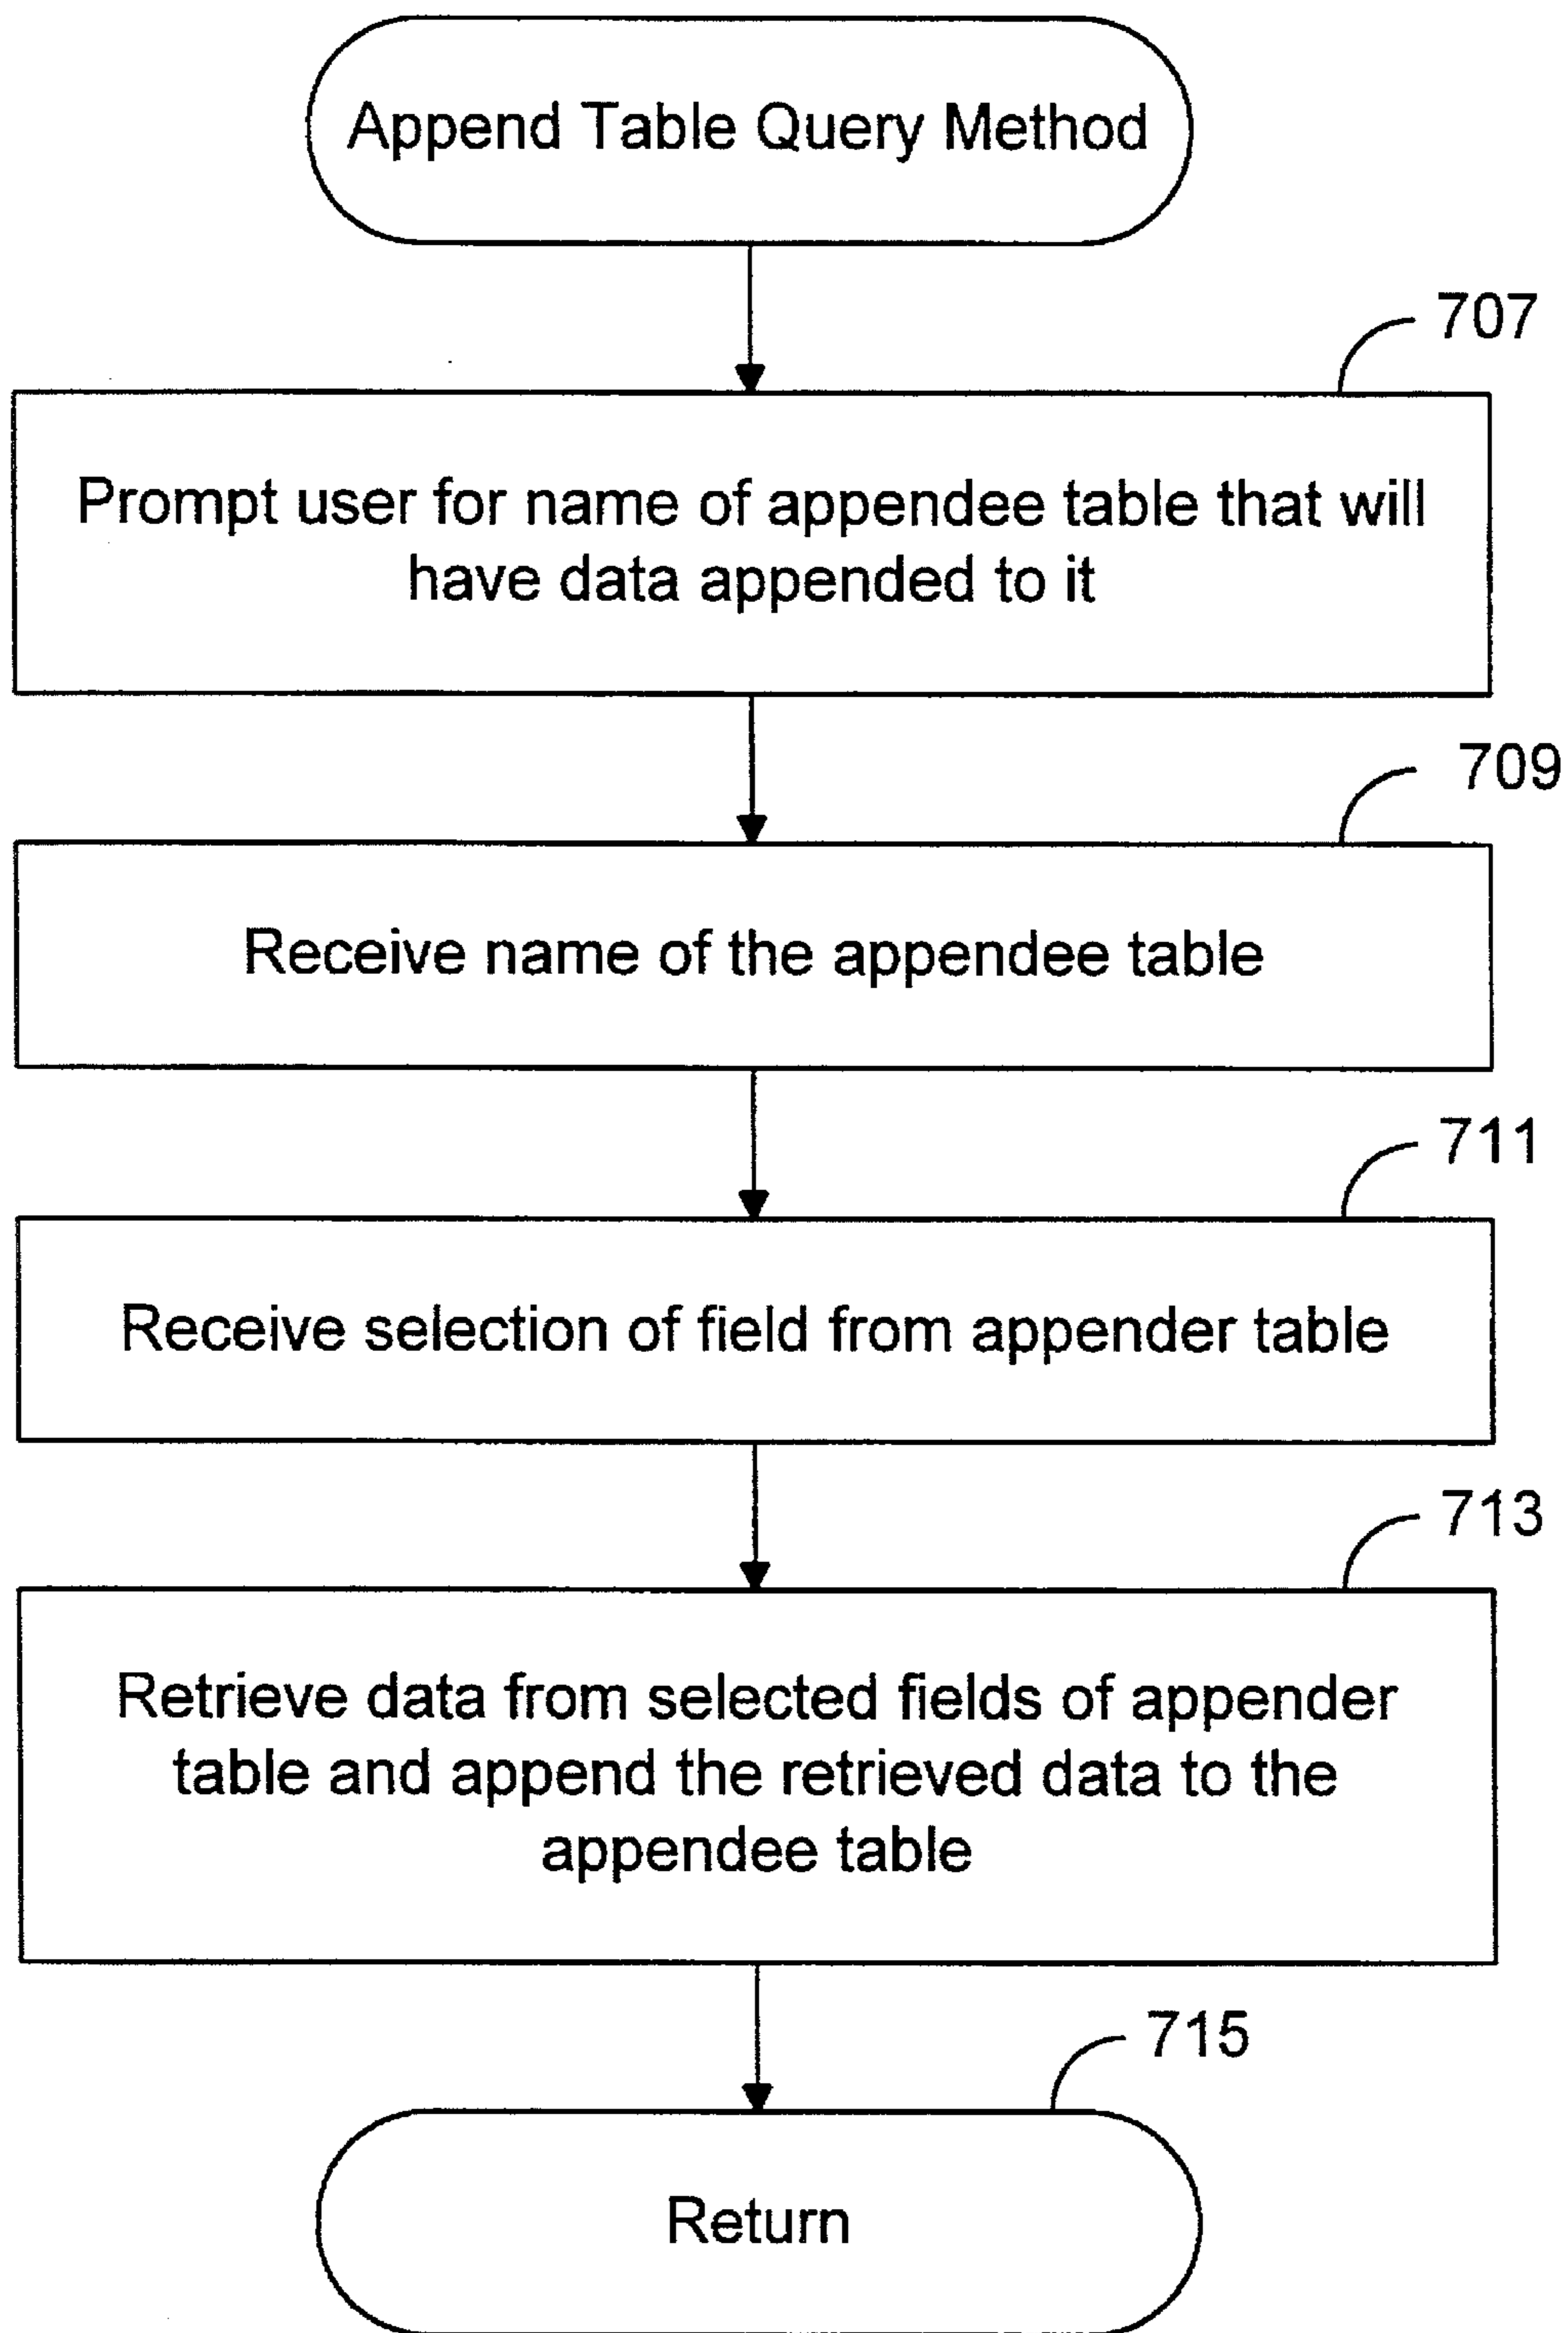 Append Table Query Method
707
Prompt user for name of appendee table that will
have data appended to it
709
Receive name of the appendee table
711
Receive selection of field from appender table
713
Retrieve data from selected fields of appender
table and append the retrieved data to the
appendee table
715
Return